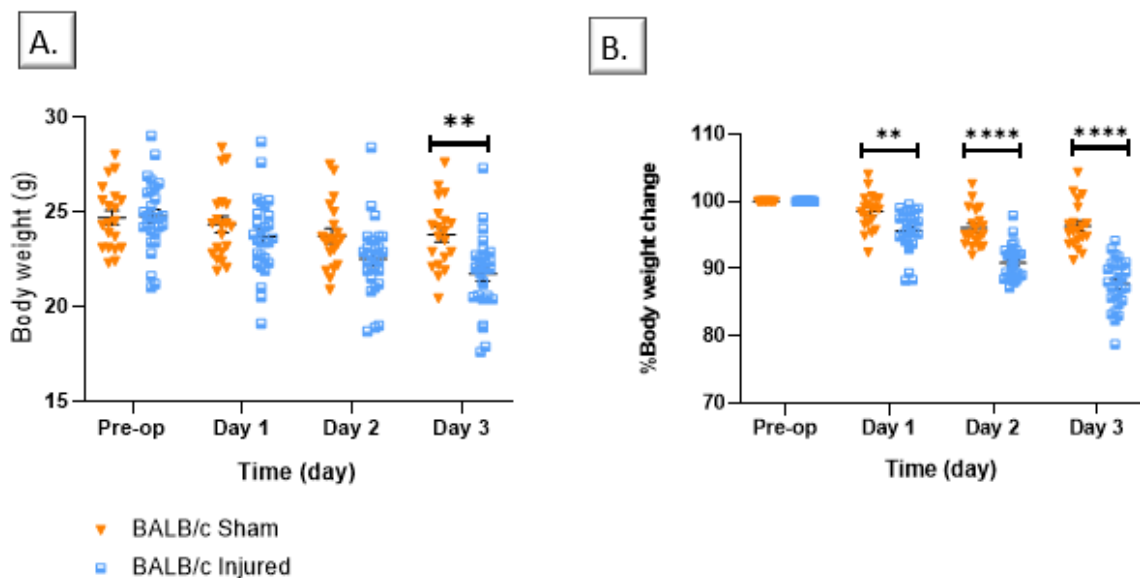 A.
B.
Body weight (g)
30
25
20
15
**
Pre-op Day 1 Day 2 Day 3
Time (day)
BALB/c Sham
BALB/c Injured
%Body weight change
110
100
90
80
70
** **** ****
Pre-op Day 1 Day 2 Day 3
Time (day)